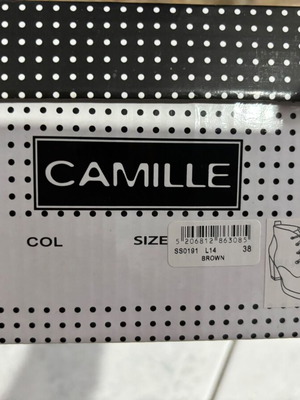 CAMILLE
COL SIZE
5 206812 863085
SS0191 L14 38
BROWN